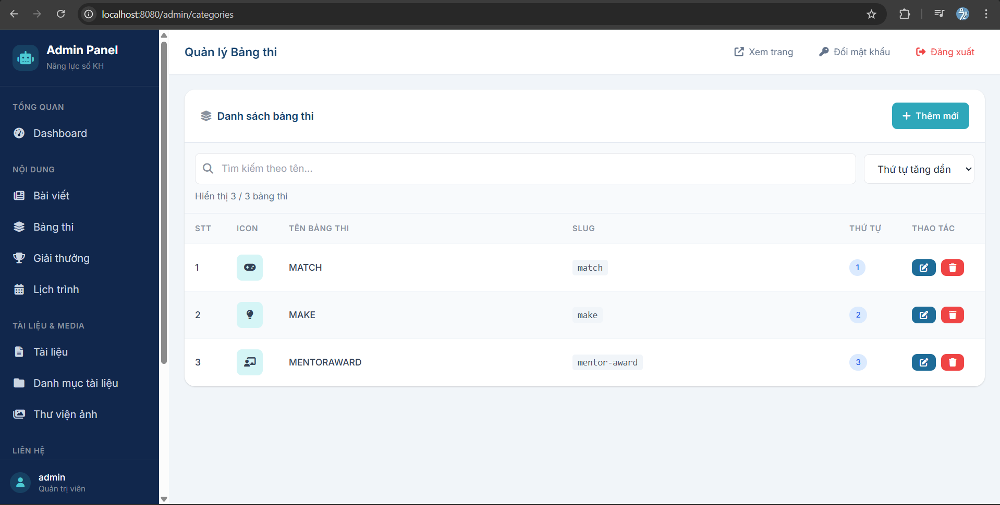 localhost:8080/admin/categories
Admin Panel
Năng lực số KH
TỔNG QUAN
Dashboard
NỘI DUNG
Bài viết
Bảng thi
Giải thưởng
Lịch trình
TÀI LIỆU & MEDIA
Tài liệu
Danh mục tài liệu
Thư viện ảnh
LIÊN HỆ
admin
Quản trị viên
Quản lý Bảng thi
Xem trang
Đổi mật khẩu
Đăng xuất
Danh sách bảng thi
Thêm mới
Tìm kiếm theo tên...
Thứ tự tăng dần
Hiển thị 3 / 3 bảng thi
STT ICON TÊN BẢNG THI SLUG THỨ TỰ THAO TÁC
1 MATCH match 1
2 MAKE make 2
3 MENTORAWARD mentor-award 3